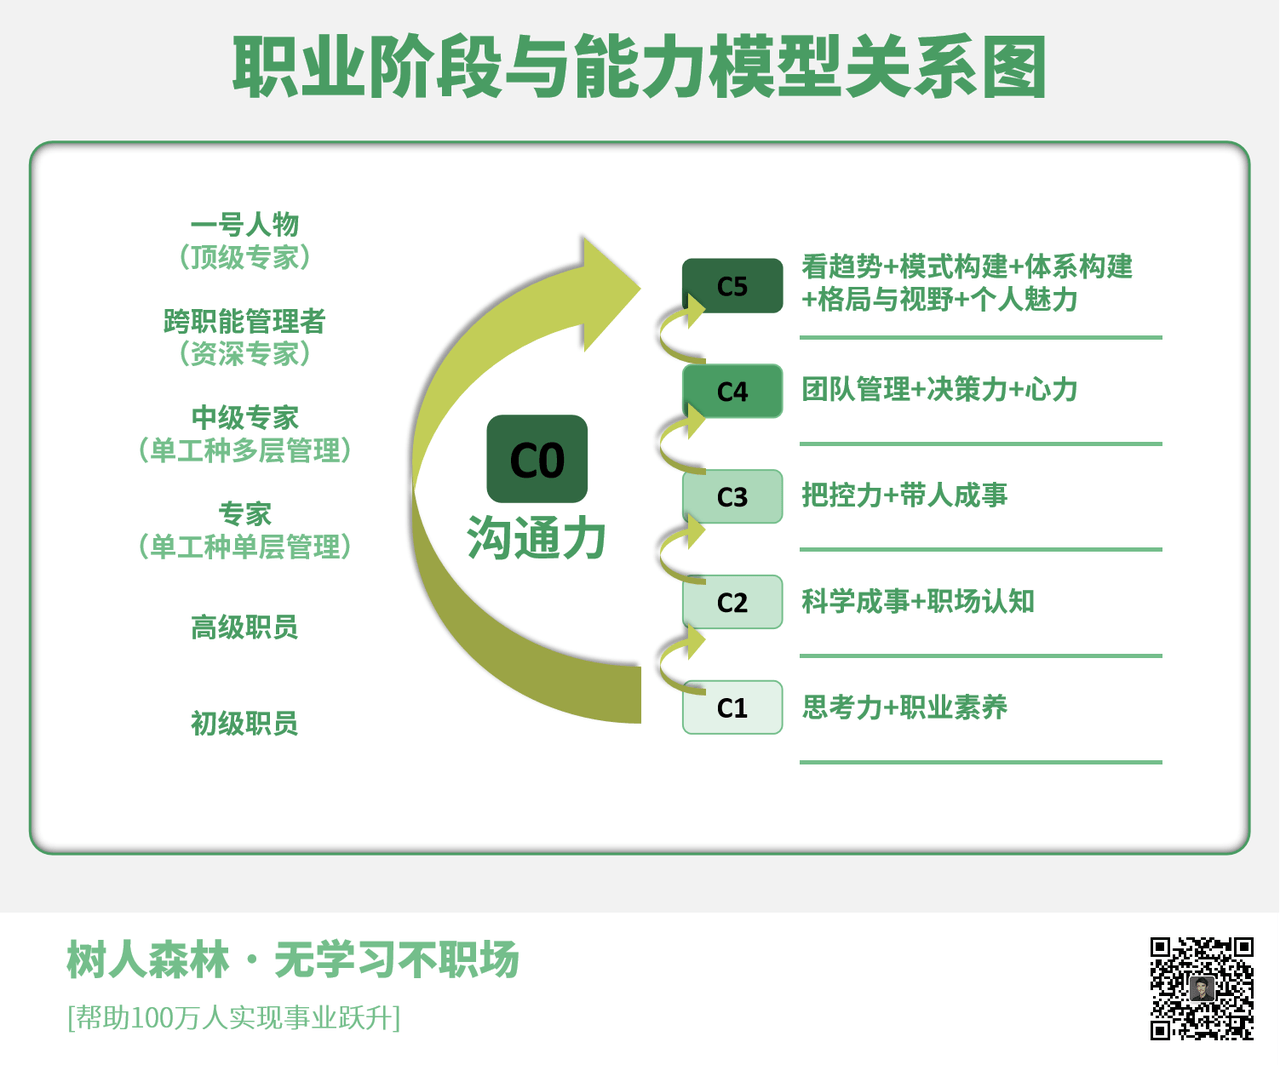 职业阶段与能力模型关系图
一号人物
（顶级专家）
跨职能管理者
（资深专家）
中级专家
（单工种多层管理）
专家
（单工种单层管理）
高级职员
初级职员
C0
沟通力
C5
看趋势+模式构建+体系构建
+格局与视野+个人魅力
C4
团队管理+决策力+心力
C3
把控力+带人成事
C2
科学成事+职场认知
C1
思考力+职业素养
树人森林·无学习不职场
[帮助100万人实现事业跃升]